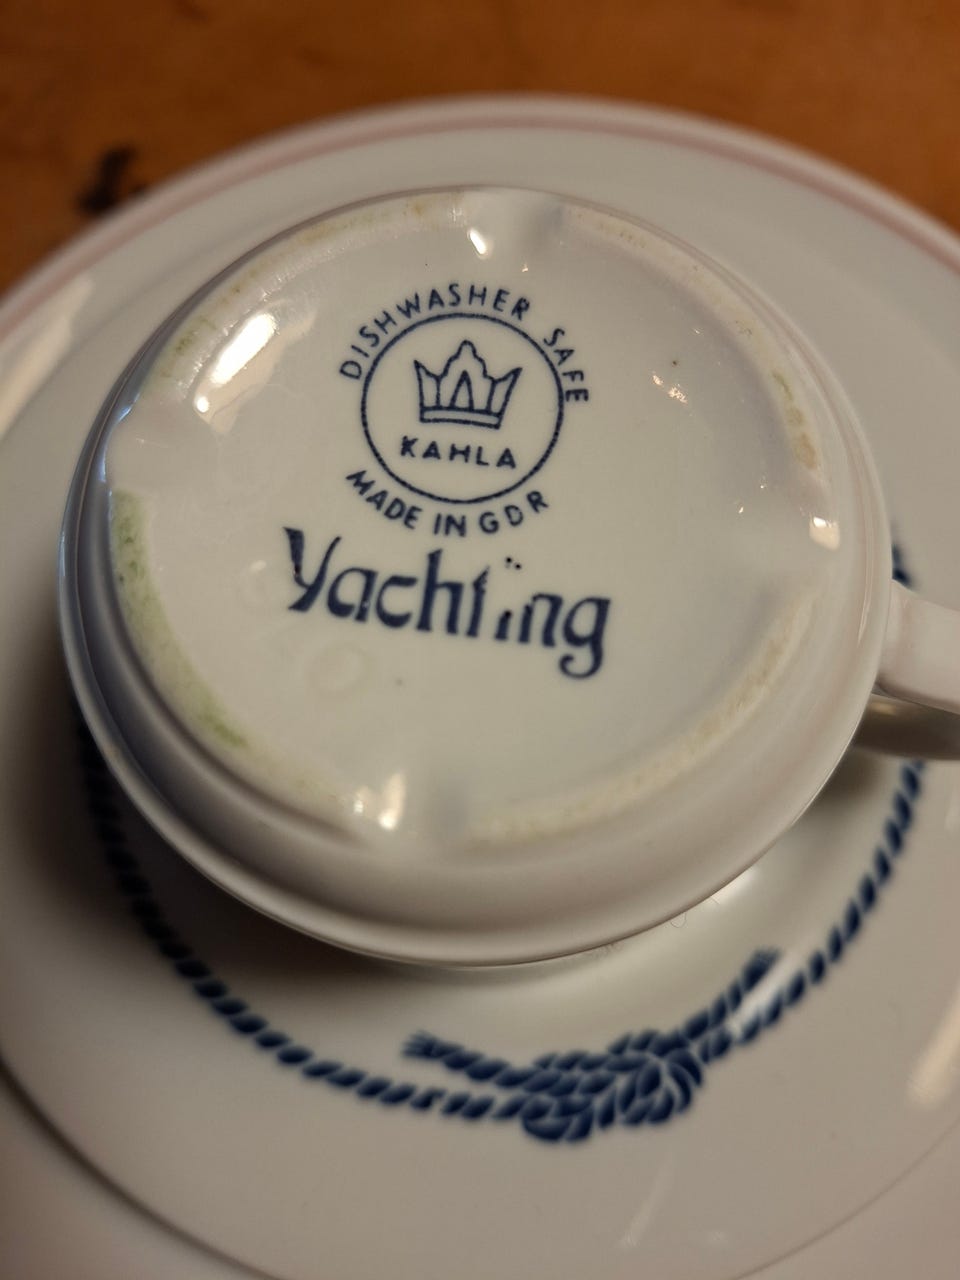 DISHWASHER SAFE
KAHLA
MADE IN GDR
Yachting